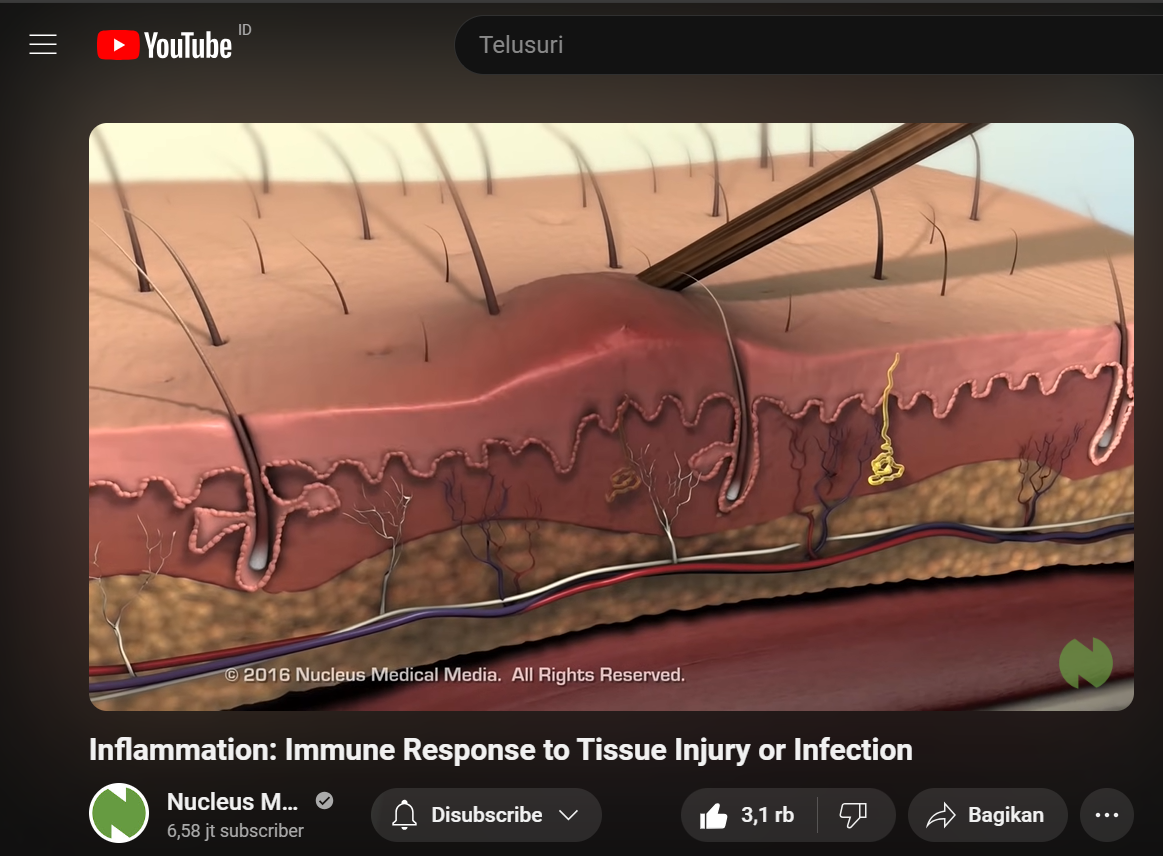 YouTube ID
Telusuri
© 2016 Nucleus Medical Media. All Rights Reserved.
Inflammation: Immune Response to Tissue Injury or Infection
Nucleus M...
Disubscribe
3,1 rb
Bagikan
6,58 jt subscriber